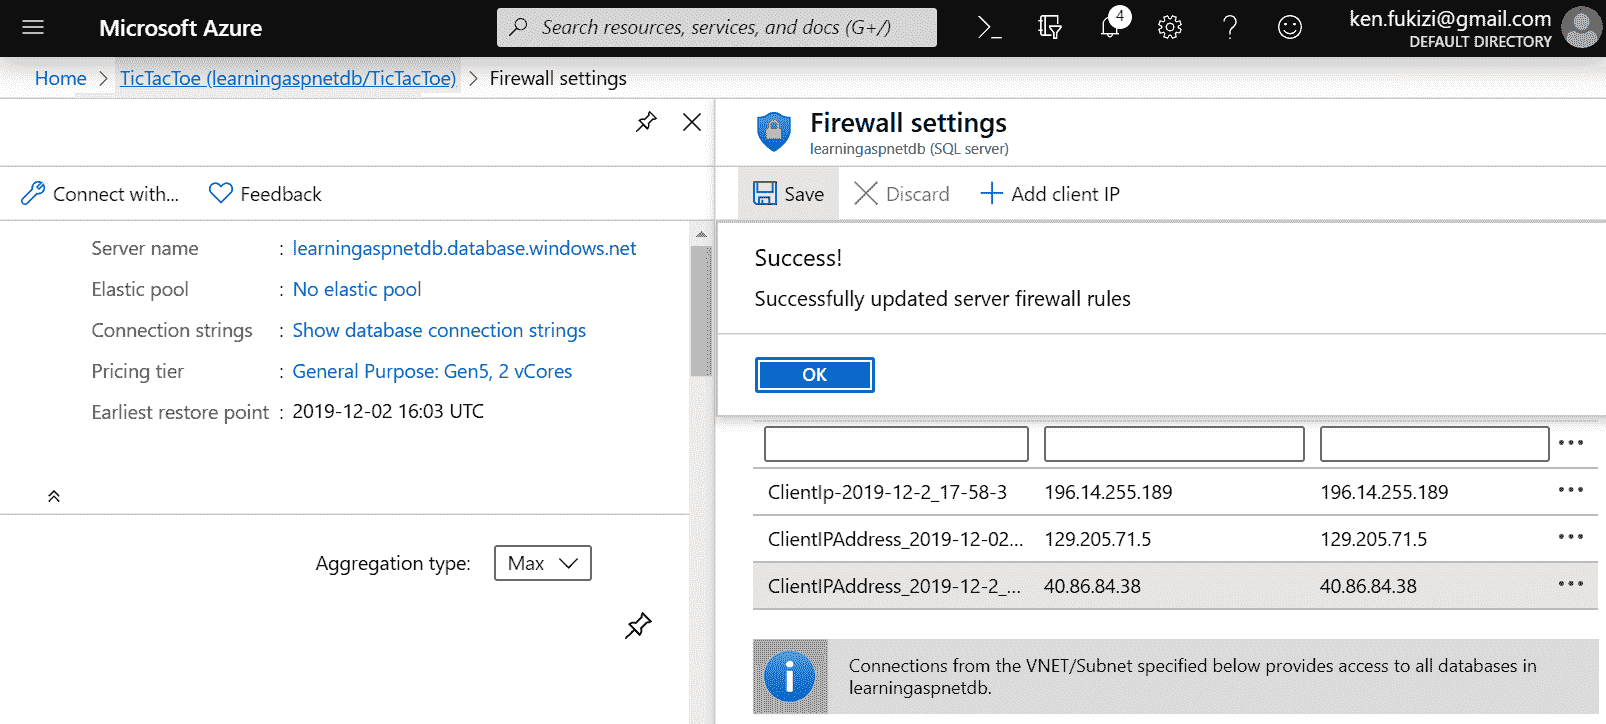 Microsoft Azure
Search resources, services, and docs (G+/)
4
ken.fukizi@gmail.com
DEFAULT DIRECTORY
Home > TicTacToe (learningaspnetdb/TicTacToe) > Firewall settings
Connect with...
Feedback
Server name : learningaspnetdb.database.windows.net
Elastic pool : No elastic pool
Connection strings : Show database connection strings
Pricing tier : General Purpose: Gen5, 2 vCores
Earliest restore point : 2019-12-02 16:03 UTC
Aggregation type: Max
Firewall settings
learningaspnetdb (SQL server)
Save
Discard
Add client IP
Success!
Successfully updated server firewall rules
OK
ClientIp-2019-12-2_17-58-3 196.14.255.189 196.14.255.189
ClientIPAddress_2019-12-02... 129.205.71.5 129.205.71.5
ClientIPAddress_2019-12-2_... 40.86.84.38 40.86.84.38
Connections from the VNET/Subnet specified below provides access to all databases in
learningaspnetdb.